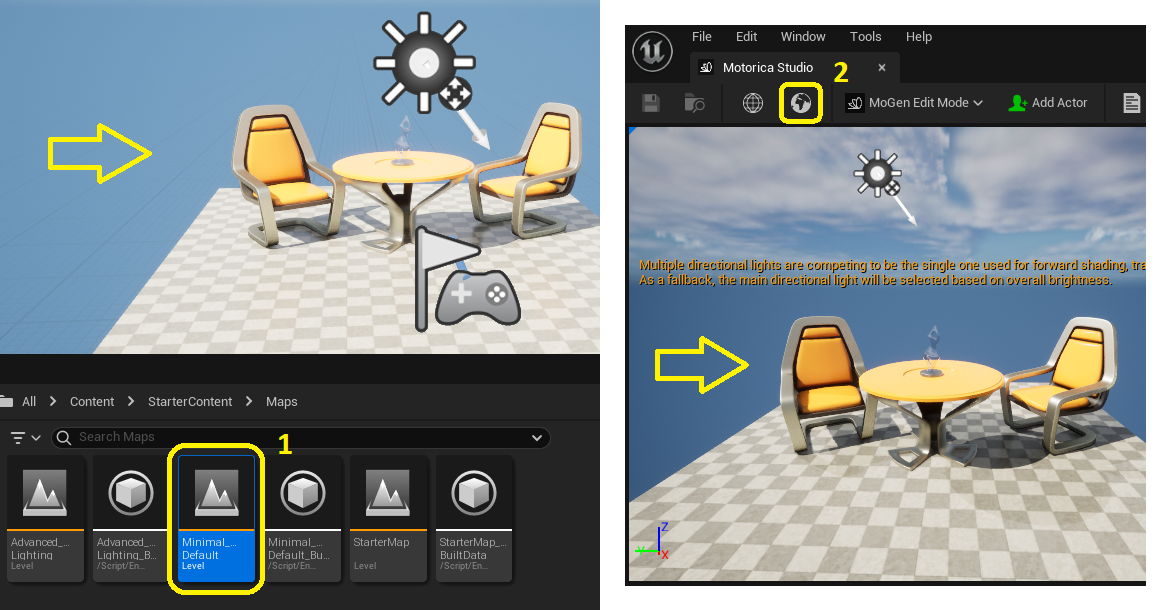 All > Content > StarterContent > Maps
Search Maps
1
Advanced_...
Lighting
Level
Advanced_...
Lighting_B...
/Script/En...
Minimal_...
Default
Level
Minimal_...
Default_Bu...
/Script/En...
StarterMap
Level
StarterMap_...
BuiltData
/Script/En...
File Edit Window Tools Help
Motorica Studio ×
2
MoGen Edit Mode
Add Actor
Multiple directional lights are competing to be the single one used for forward shading, tra
As a fallback, the main directional light will be selected based on overall brightness.
Z
Y
X